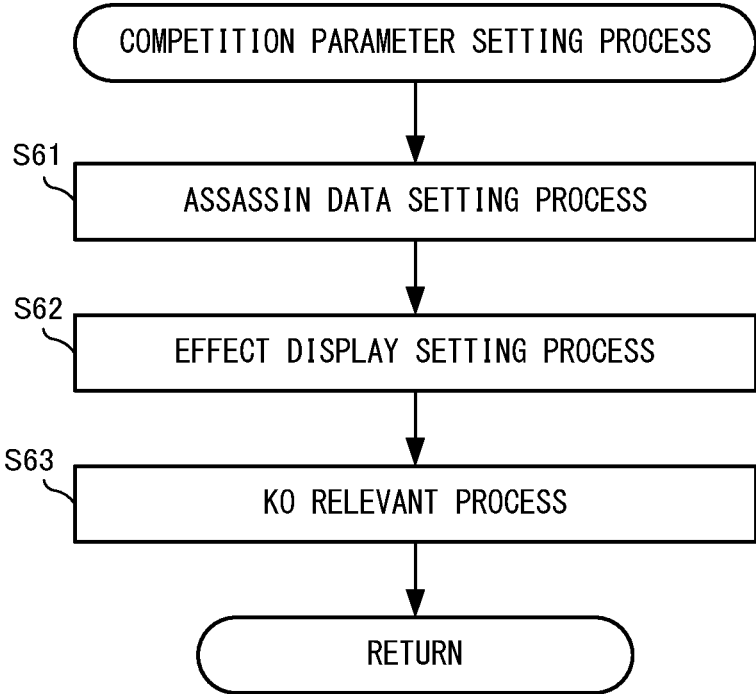 COMPETITION PARAMETER SETTING PROCESS
S61
ASSASSIN DATA SETTING PROCESS
S62
EFFECT DISPLAY SETTING PROCESS
S63
KO RELEVANT PROCESS
RETURN